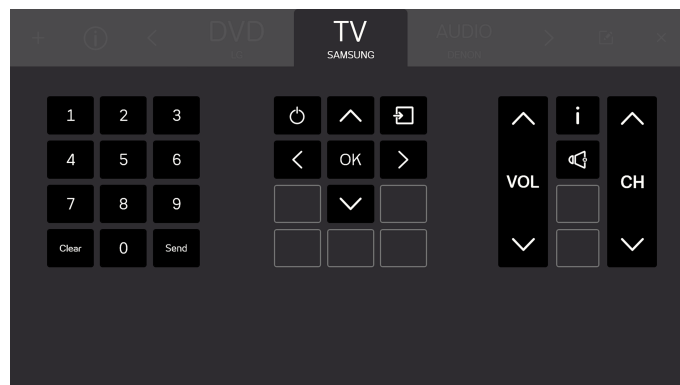 DVD
LG
TV
SAMSUNG
AUDIO
1 2 3
4 5 6
7 8 9
Clear 0 Send
OK
VOL
i
CH